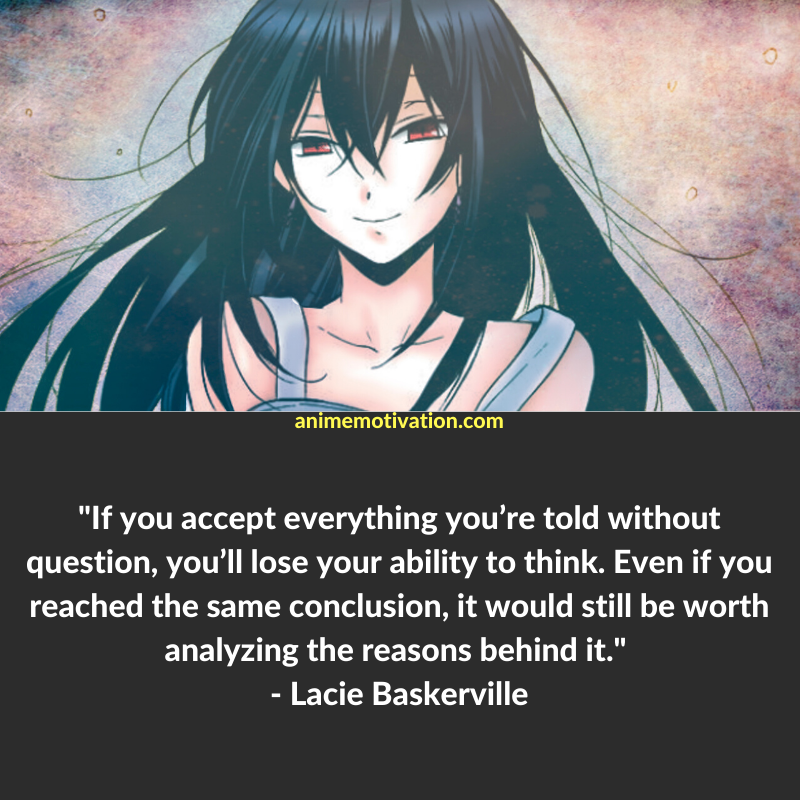 animemotivation.com
"If you accept everything you’re told without
question, you’ll lose your ability to think. Even if you
reached the same conclusion, it would still be worth
analyzing the reasons behind it."
- Lacie Baskerville